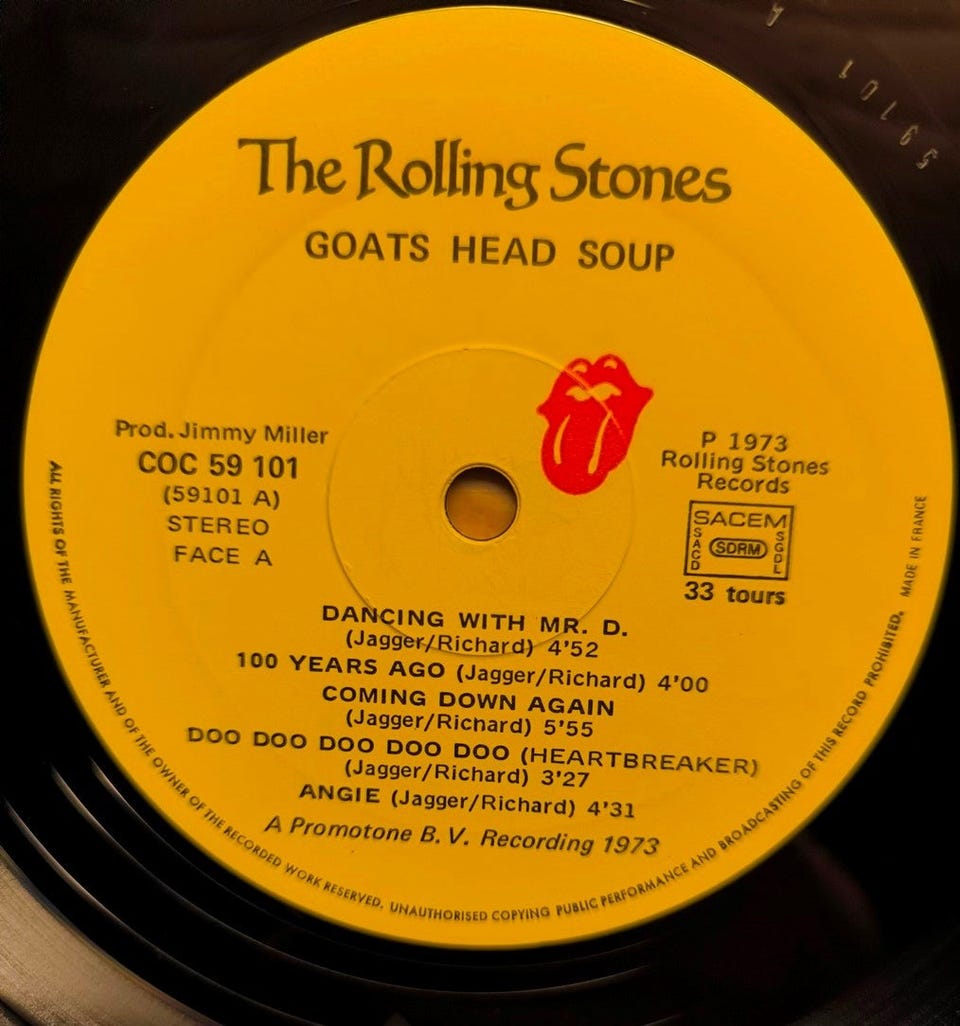 The Rolling Stones
GOATS HEAD SOUP
Prod. Jimmy Miller
COC 59 101
(59101 A)
STEREO
FACE A
P 1973
Rolling Stones
Records
SACEM
SACD
SDRM
SGDL
33 tours
DANCING WITH MR. D.
(Jagger/Richard) 4'52
100 YEARS AGO (Jagger/Richard) 4'00
COMING DOWN AGAIN
(Jagger/Richard) 5'55
DOO DOO DOO DOO DOO (HEARTBREAKER)
(Jagger/Richard) 3'27
ANGIE (Jagger/Richard) 4'31
A Promotone B.V. Recording 1973
ALL RIGHTS OF THE MANUFACTURER AND OF THE OWNER OF THE RECORDED WORK RESERVED. UNAUTHORISED COPYING PUBLIC PERFORMANCE AND BROADCASTING OF THIS RECORD PROHIBITED. MADE IN FRANCE
59101 A